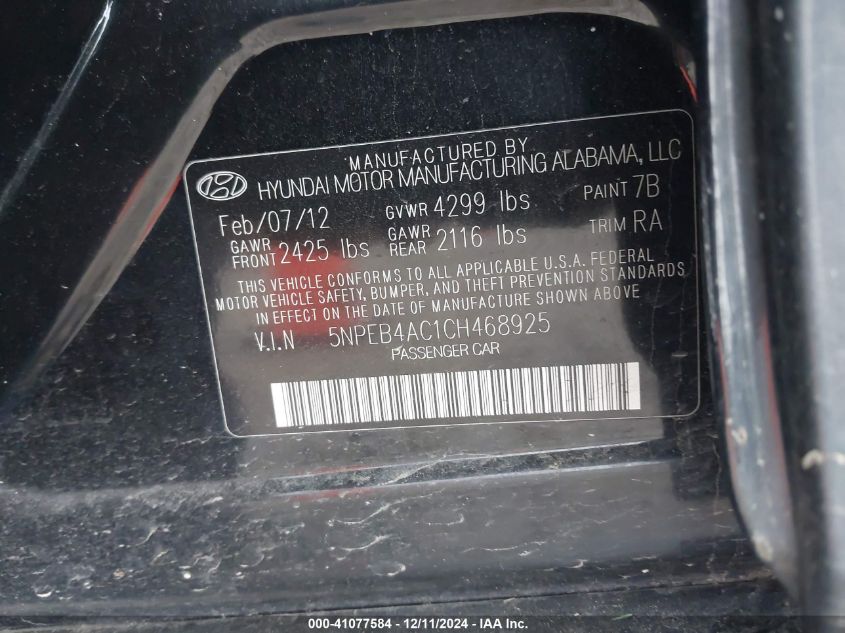 MANUFACTURED BY
HYUNDAI MOTOR MANUFACTURING ALABAMA, LLC
Feb/07/12 GVWR 4299 lbs PAINT 7B
GAWR FRONT 2425 lbs GAWR REAR 2116 lbs TRIM RA
THIS VEHICLE CONFORMS TO ALL APPLICABLE U.S.A. FEDERAL
MOTOR VEHICLE SAFETY, BUMPER, AND THEFT PREVENTION STANDARDS
IN EFFECT ON THE DATE OF MANUFACTURE SHOWN ABOVE.
V.I.N 5NPEB4AC1CH468925
PASSENGER CAR
000-41077584 - 12/11/2024 - IAA Inc.